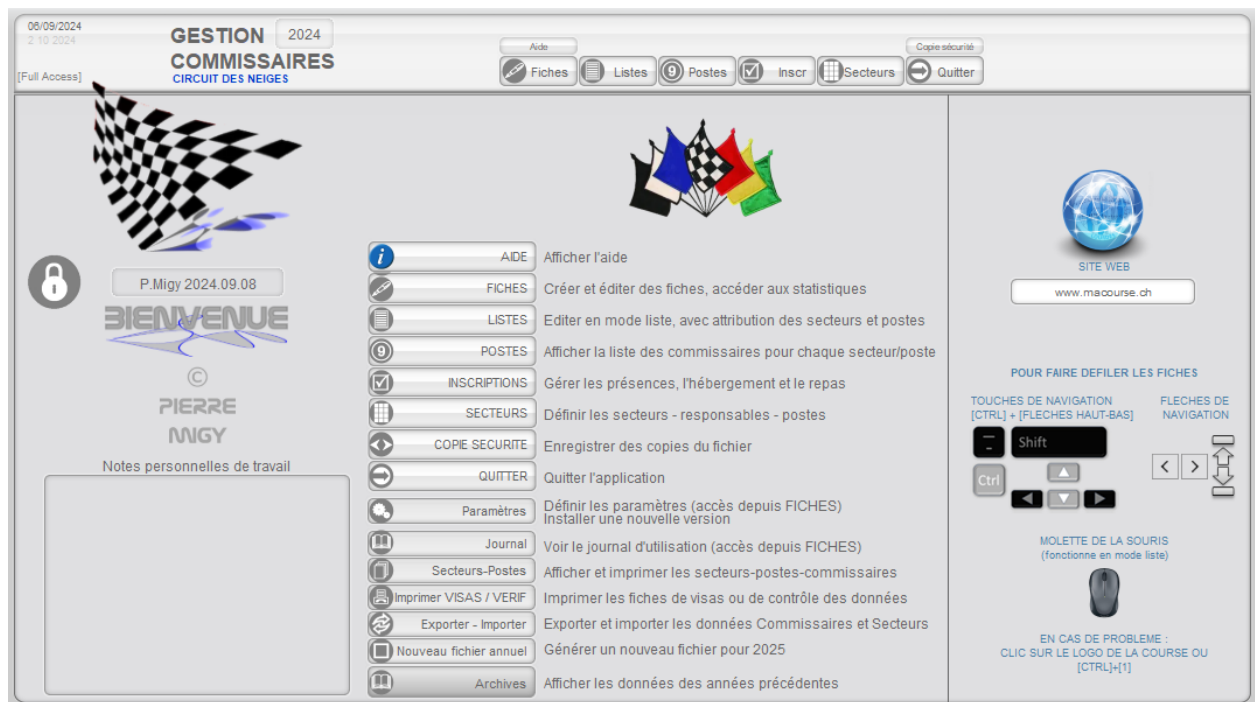 06/09/2024
2 10 2024
[Full Access]
GESTION 2024
COMMISSAIRES
CIRCUIT DES NEIGES
Aide
Copie sécurité
Fiches
Listes
9 Postes
Inscr
Secteurs
Quitter
P.Migy 2024.09.08
BIENVENUE
©
PIERRE
MIGY
Notes personnelles de travail
i AIDE Afficher l'aide
FICHES Créer et éditer des fiches, accéder aux statistiques
LISTES Editer en mode liste, avec attribution des secteurs et postes
9 POSTES Afficher la liste des commissaires pour chaque secteur/poste
INSCRIPTIONS Gérer les présences, l'hébergement et le repas
SECTEURS Définir les secteurs - responsables - postes
COPIE SECURITE Enregistrer des copies du fichier
QUITTER Quitter l'application
Paramètres Définir les paramètres (accès depuis FICHES)
Installer une nouvelle version
Journal Voir le journal d'utilisation (accès depuis FICHES)
Secteurs-Postes Afficher et imprimer les secteurs-postes-commissaires
Imprimer VISAS / VERIF Imprimer les fiches de visas ou de contrôle des données
Exporter - Importer Exporter et importer les données Commissaires et Secteurs
Nouveau fichier annuel Générer un nouveau fichier pour 2025
Archives Afficher les données des années précédentes
SITE WEB
www.macourse.ch
POUR FAIRE DEFILER LES FICHES
TOUCHES DE NAVIGATION
[CTRL] + [FLECHES HAUT-BAS]
FLECHES DE
NAVIGATION
Shift
Ctrl
MOLETTE DE LA SOURIS
(fonctionne en mode liste)
EN CAS DE PROBLEME :
CLIC SUR LE LOGO DE LA COURSE OU
[CTRL]+[1]